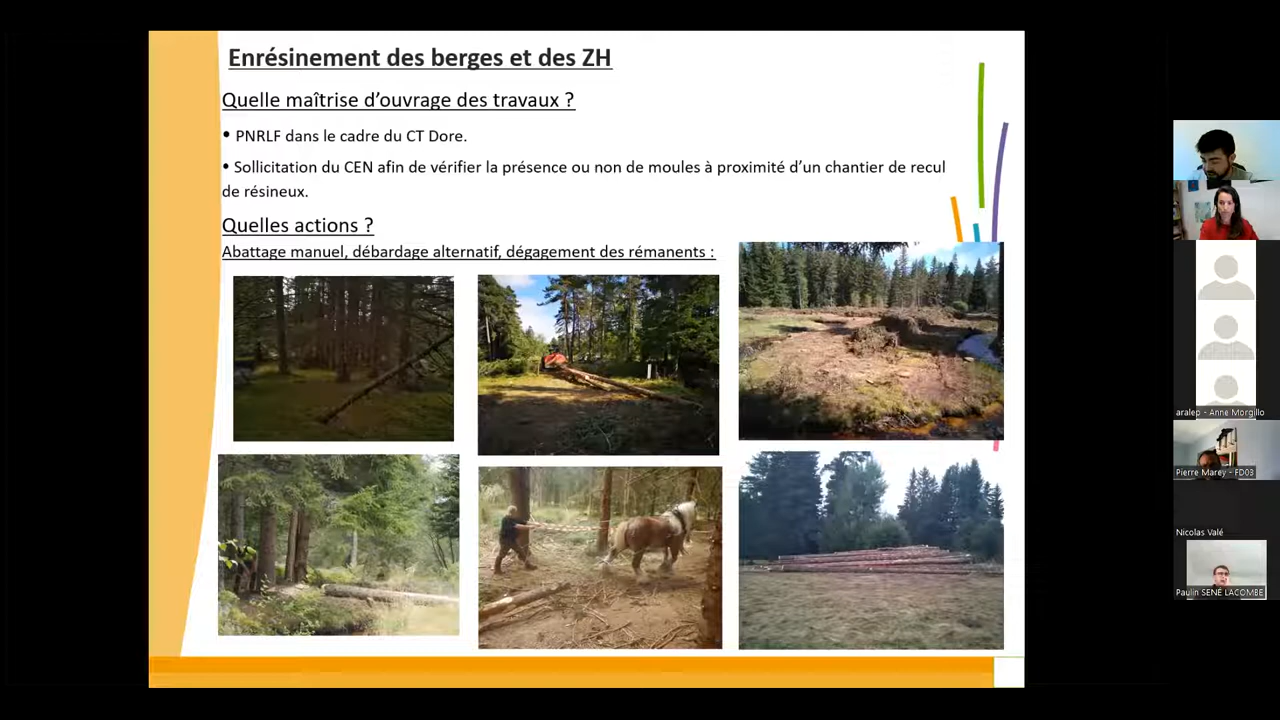 Enrésinement des berges et des ZH
Quelle maîtrise d'ouvrage des travaux ?
• PNRLF dans le cadre du CT Dore.
• Sollicitation du CEN afin de vérifier la présence ou non de moules à proximité d'un chantier de recul
de résineux.
Quelles actions ?
Abattage manuel, débardage alternatif, dégagement des rémanents :
aralep - Anne Morgillo
Pierre Marey - FD03
Nicolas Valé
Paulin SENÉ LACOMBE